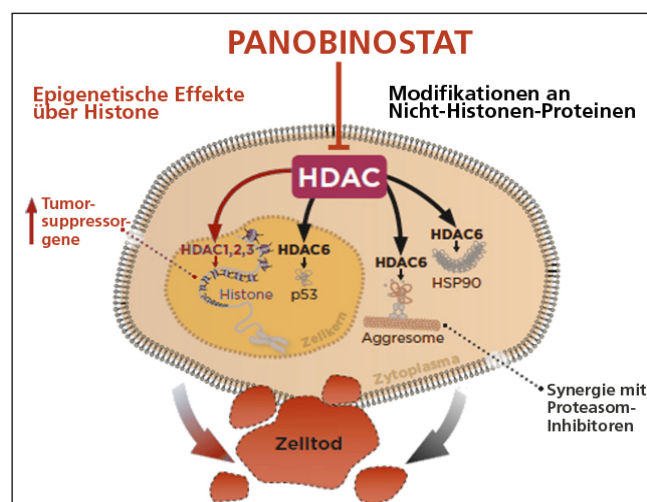 PANOBINOSTAT
Epigenetische Effekte
über Histone
Modifikationen an
Nicht-Histonen-Proteinen
HDAC
Tumor-
suppressor-
gene
HDAC1,2,3
HDAC6
HDAC6
HDAC6
HSP90
Histone
p53
Aggresome
Zellkern
Zytoplasma
Synergie mit
Proteasom-
Inhibitoren
Zelltod